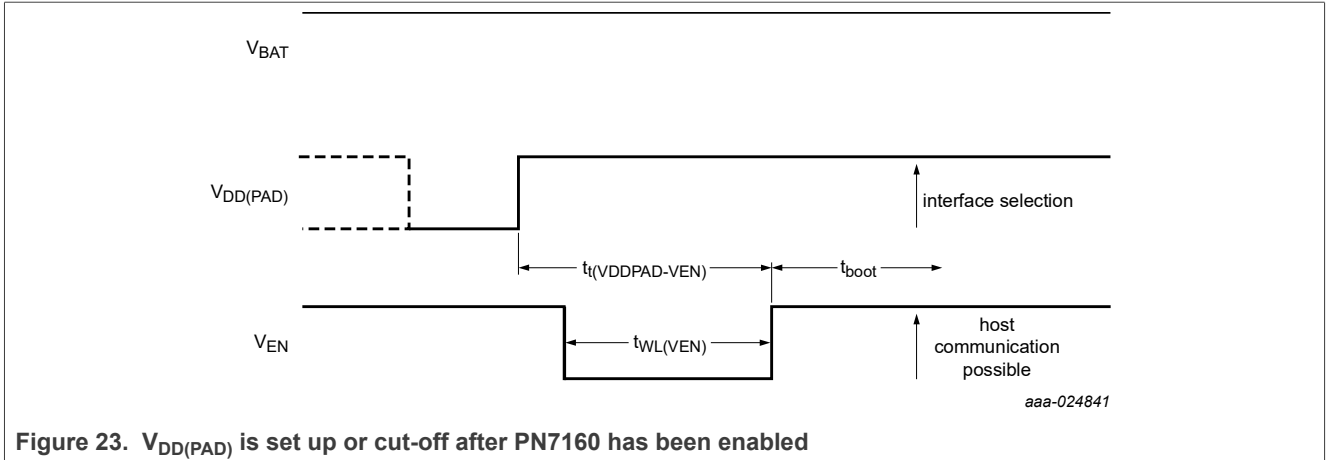 VBAT
VDD(PAD)
interface selection
tt(VDDPAD-VEN)
tboot
VEN
tWL(VEN)
host
communication
possible
aaa-024841
Figure 23. VDD(PAD) is set up or cut-off after PN7160 has been enabled